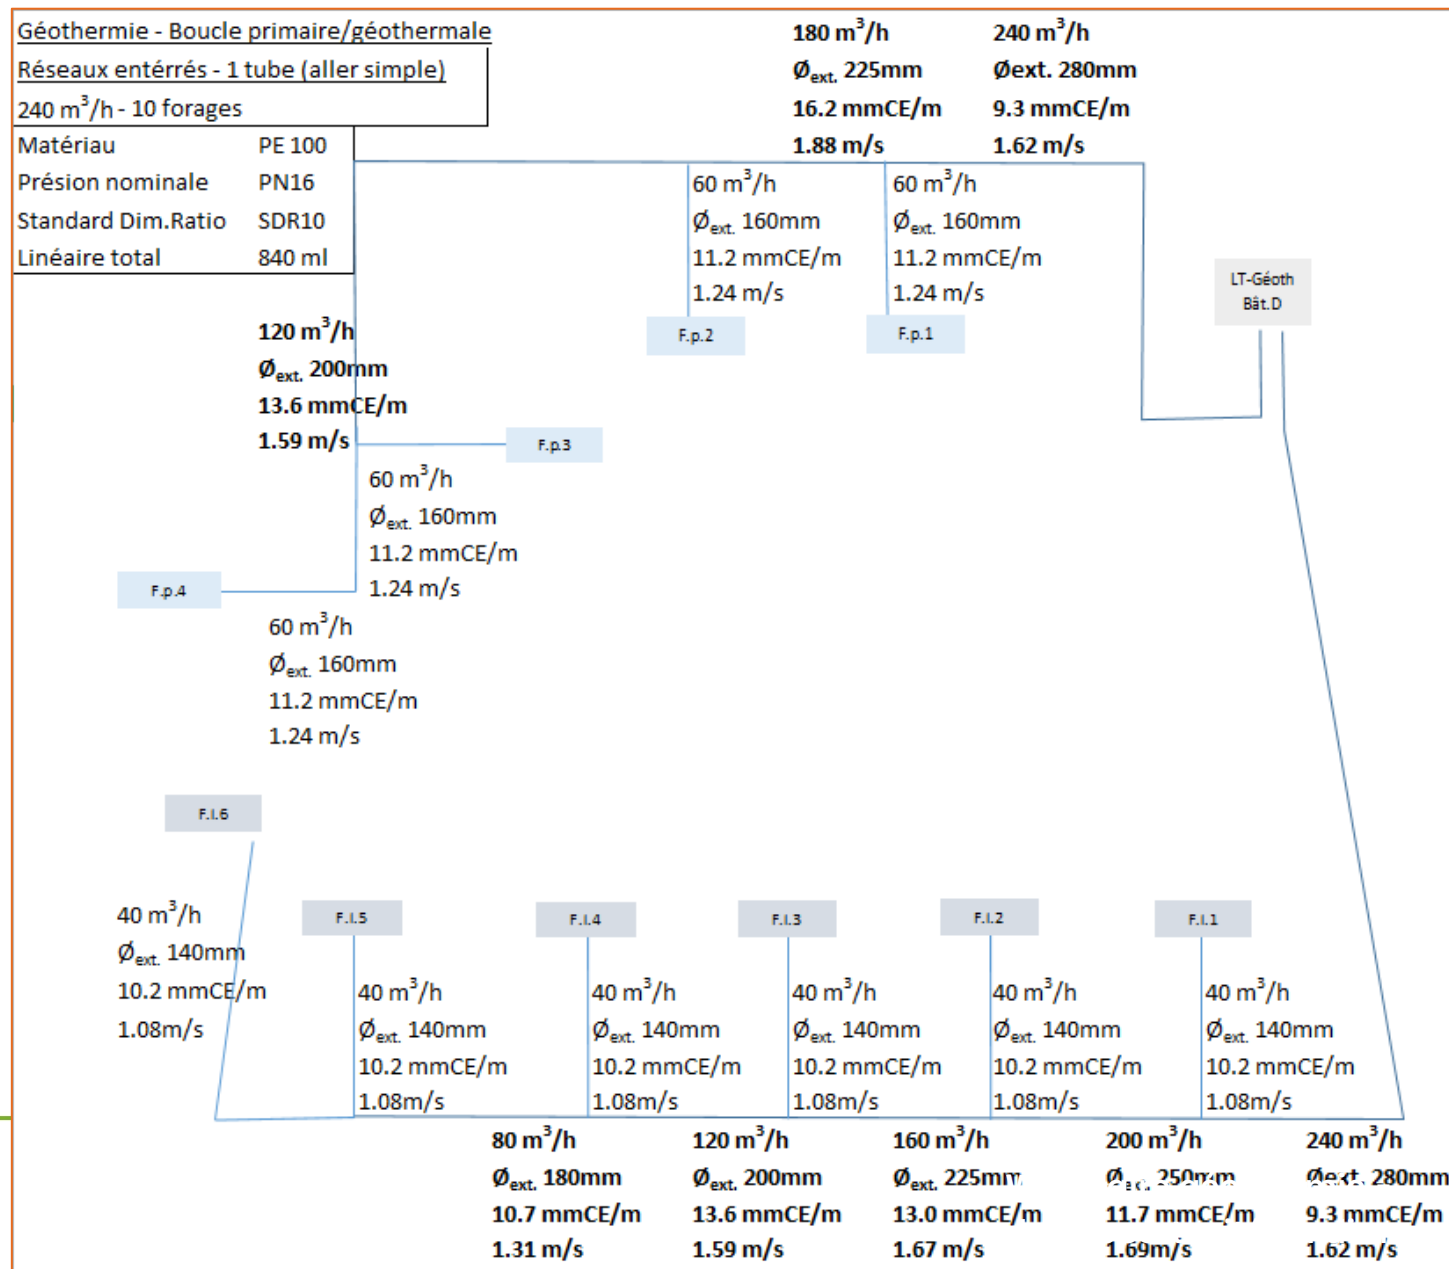 Géothermie - Boucle primaire/géothermale
Réseaux entérrés - 1 tube (aller simple)
240 m³/h - 10 forages
Matériau PE 100
Présion nominale PN16
Standard Dim.Ratio SDR10
Linéaire total 840 ml
180 m³/h
Øext. 225mm
16.2 mmCE/m
1.88 m/s
240 m³/h
Øext. 280mm
9.3 mmCE/m
1.62 m/s
60 m³/h
Øext. 160mm
11.2 mmCE/m
1.24 m/s
60 m³/h
Øext. 160mm
11.2 mmCE/m
1.24 m/s
LT-Géoth
Bât.D
F.p.2
F.p.1
120 m³/h
Øext. 200mm
13.6 mmCE/m
1.59 m/s
F.p.3
60 m³/h
Øext. 160mm
11.2 mmCE/m
1.24 m/s
F.p.4
60 m³/h
Øext. 160mm
11.2 mmCE/m
1.24 m/s
F.I.6
40 m³/h
Øext. 140mm
10.2 mmCE/m
1.08m/s
F.I.5
F.I.4
F.I.3
F.I.2
F.I.1
40 m³/h
Øext. 140mm
10.2 mmCE/m
1.08m/s
40 m³/h
Øext. 140mm
10.2 mmCE/m
1.08m/s
40 m³/h
Øext. 140mm
10.2 mmCE/m
1.08m/s
40 m³/h
Øext. 140mm
10.2 mmCE/m
1.08m/s
40 m³/h
Øext. 140mm
10.2 mmCE/m
1.08m/s
80 m³/h
Øext. 180mm
10.7 mmCE/m
1.31 m/s
120 m³/h
Øext. 200mm
13.6 mmCE/m
1.59 m/s
160 m³/h
Øext. 225mm
13.0 mmCE/m
1.67 m/s
200 m³/h
Øext. 250mm
11.7 mmCE/m
1.69m/s
240 m³/h
Øext. 280mm
9.3 mmCE/m
1.62 m/s